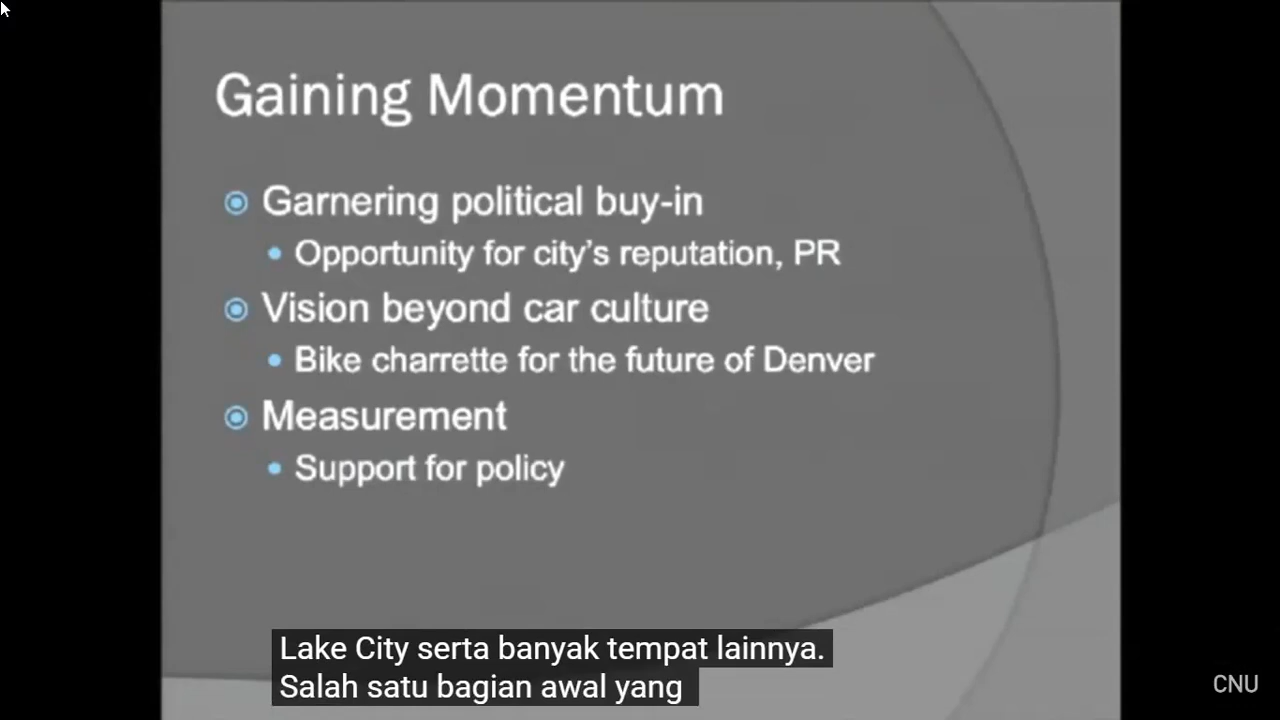 Gaining Momentum
Garnering political buy-in
Opportunity for city's reputation, PR
Vision beyond car culture
Bike charrette for the future of Denver
Measurement
Support for policy
Lake City serta banyak tempat lainnya.
Salah satu bagian awal yang
CNU